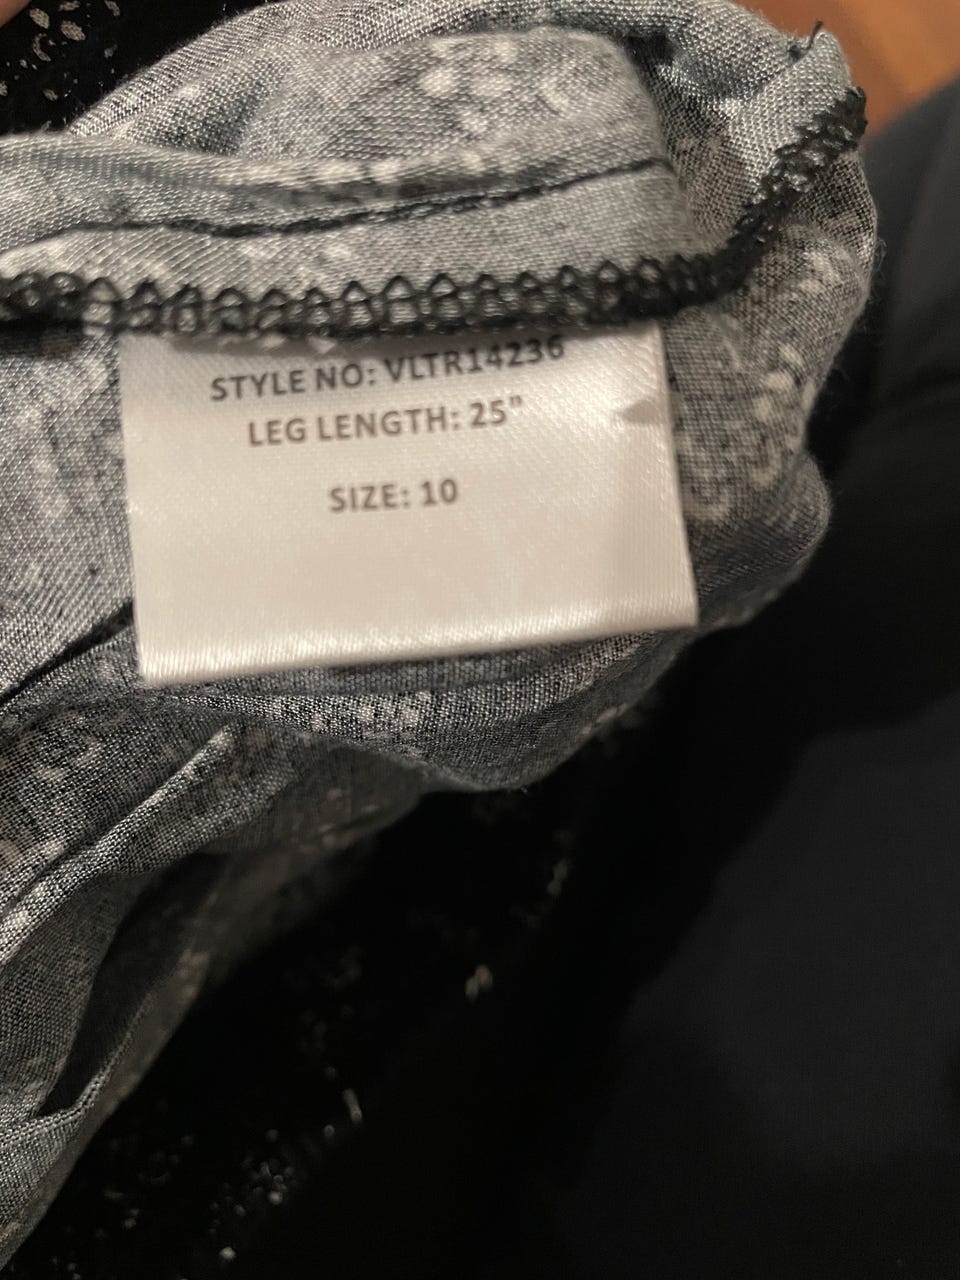 STYLE NO: VLTR14236
LEG LENGTH: 25"
SIZE: 10